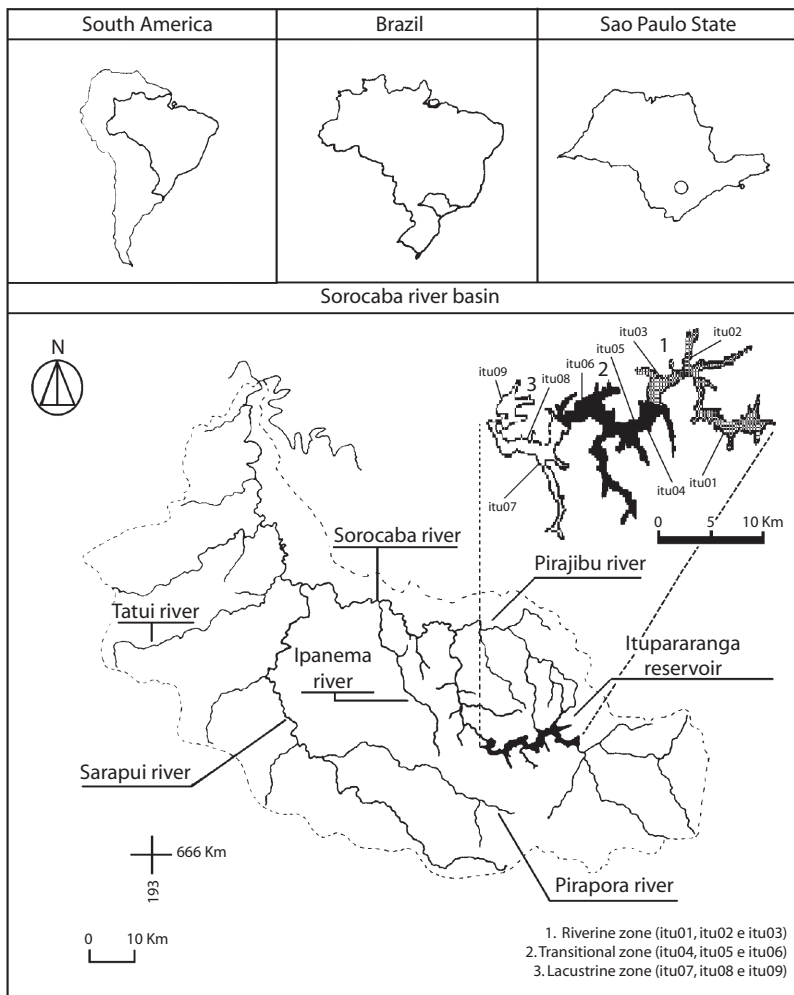 South America
Brazil
Sao Paulo State
Sorocaba river basin
N
itu03
1
itu02
itu05
2
itu06
itu09
3
itu08
itu07
itu04
itu01
0 5 10 Km
Sorocaba river
Pirajibu river
Tatui river
Ipanema
river
Itupararanga
reservoir
Sarapui river
666 Km
193
Pirapora river
0 10 Km
1. Riverine zone (itu01, itu02 e itu03)
2. Transitional zone (itu04, itu05 e itu06)
3. Lacustrine zone (itu07, itu08 e itu09)